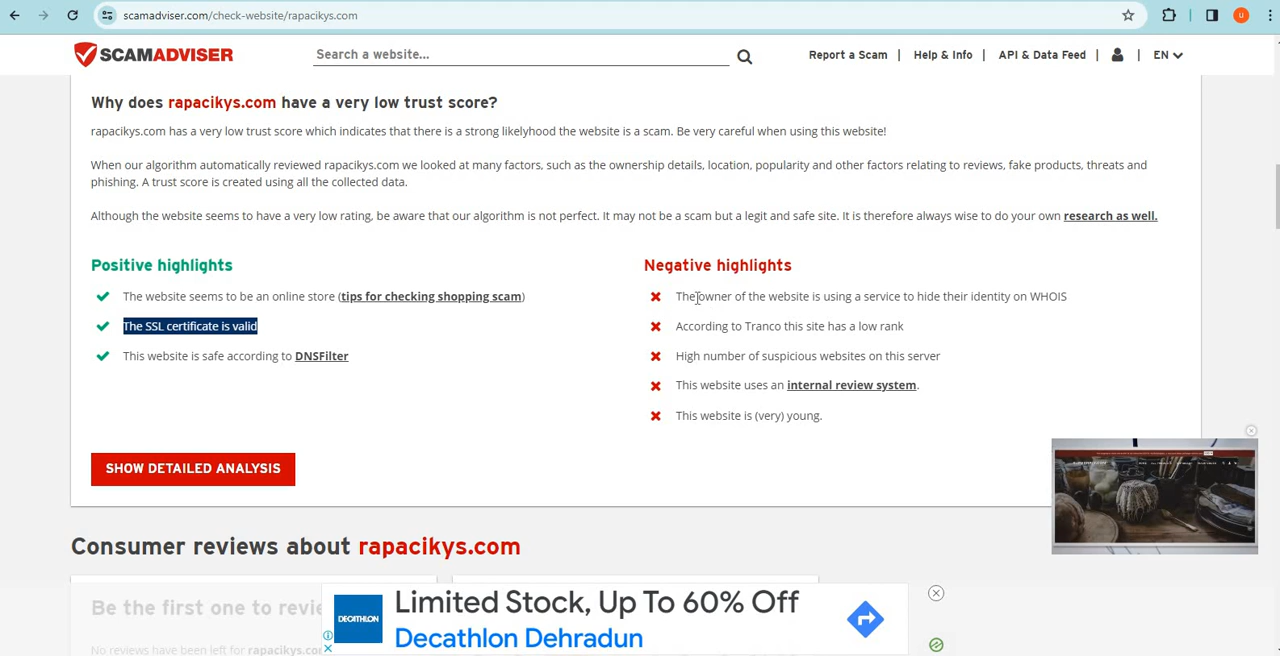 scamadviser.com/check-website/rapacikys.com
u
SCAMADVISER
Search a website...
Report a Scam | Help & Info | API & Data Feed | | EN
Why does rapacikys.com have a very low trust score?
rapacikys.com has a very low trust score which indicates that there is a strong likelyhood the website is a scam. Be very careful when using this website!
When our algorithm automatically reviewed rapacikys.com we looked at many factors, such as the ownership details, location, popularity and other factors relating to reviews, fake products, threats and
phishing. A trust score is created using all the collected data.
Although the website seems to have a very low rating, be aware that our algorithm is not perfect. It may not be a scam but a legit and safe site. It is therefore always wise to do your own research as well.
Positive highlights
The website seems to be an online store (tips for checking shopping scam)
The SSL certificate is valid
This website is safe according to DNSFilter
Negative highlights
The owner of the website is using a service to hide their identity on WHOIS
According to Tranco this site has a low rank
High number of suspicious websites on this server
This website uses an internal review system.
This website is (very) young.
SHOW DETAILED ANALYSIS
Consumer reviews about rapacikys.com
Be the first one to revie
No reviews have been left for rapacikys.co
DECATHLON
Limited Stock, Up To 60% Off
Decathlon Dehradun